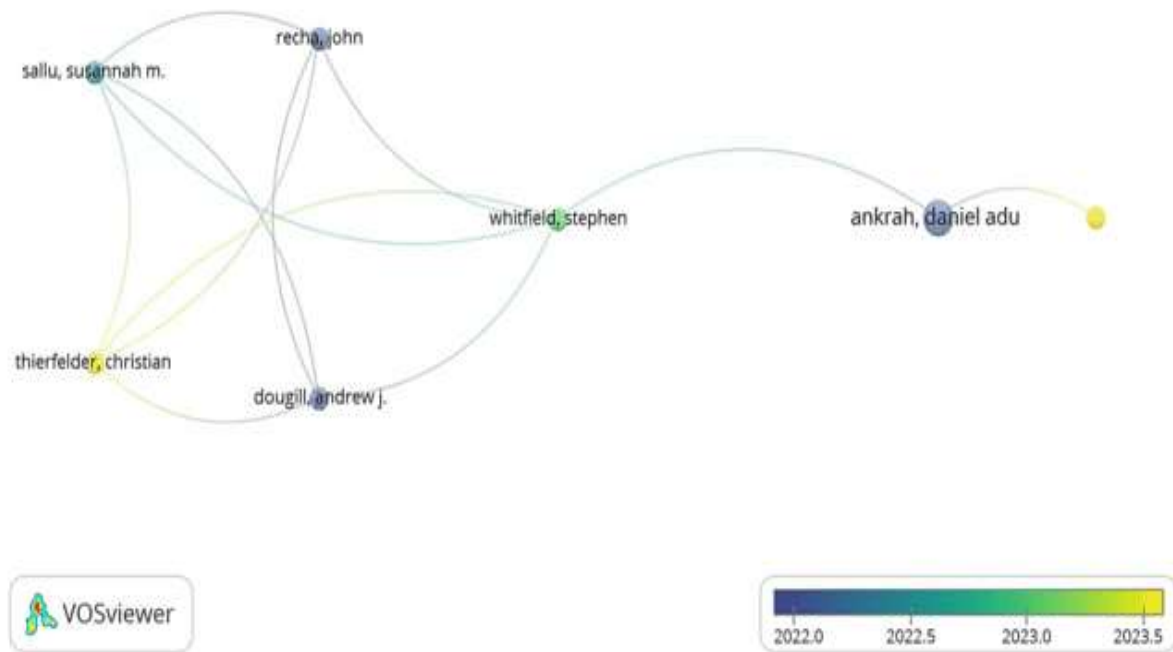 recha, john
sallu, susannah m.
whitfield, stephen
ankrah, daniel adu
thierfelder, christian
dougill, andrew j.
VOSviewer
2022.0 2022.5 2023.0 2023.5